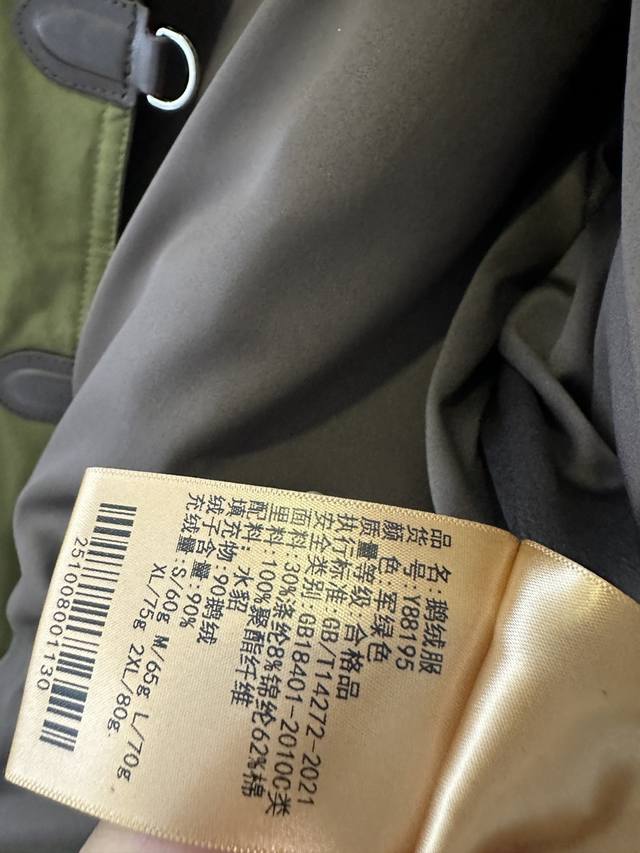 品名:鹅绒服
货号:Y88195
颜色:军绿色
质量等级 合格品
执行标准:GB/T14272-2021
安全类别:GB18401-2010C类
面料:30%涤纶8%锦纶62%棉
里料:100%聚酯纤维
配料:水貂
填充物:90鹅绒
绒子含量:90%
充绒量:S/60g M/65g L/70g
XL/75g 2XL/80g.
251008001130